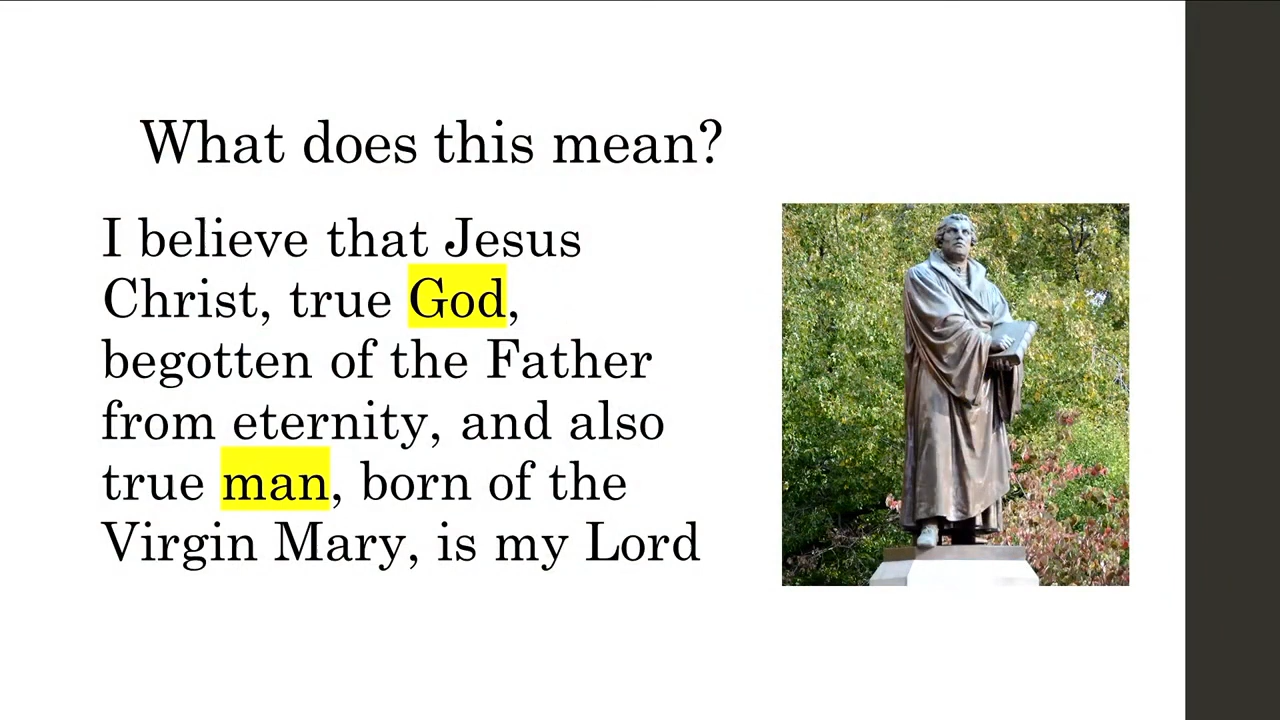 What does this mean?
I believe that Jesus
Christ, true God,
begotten of the Father
from eternity, and also
true man, born of the
Virgin Mary, is my Lord